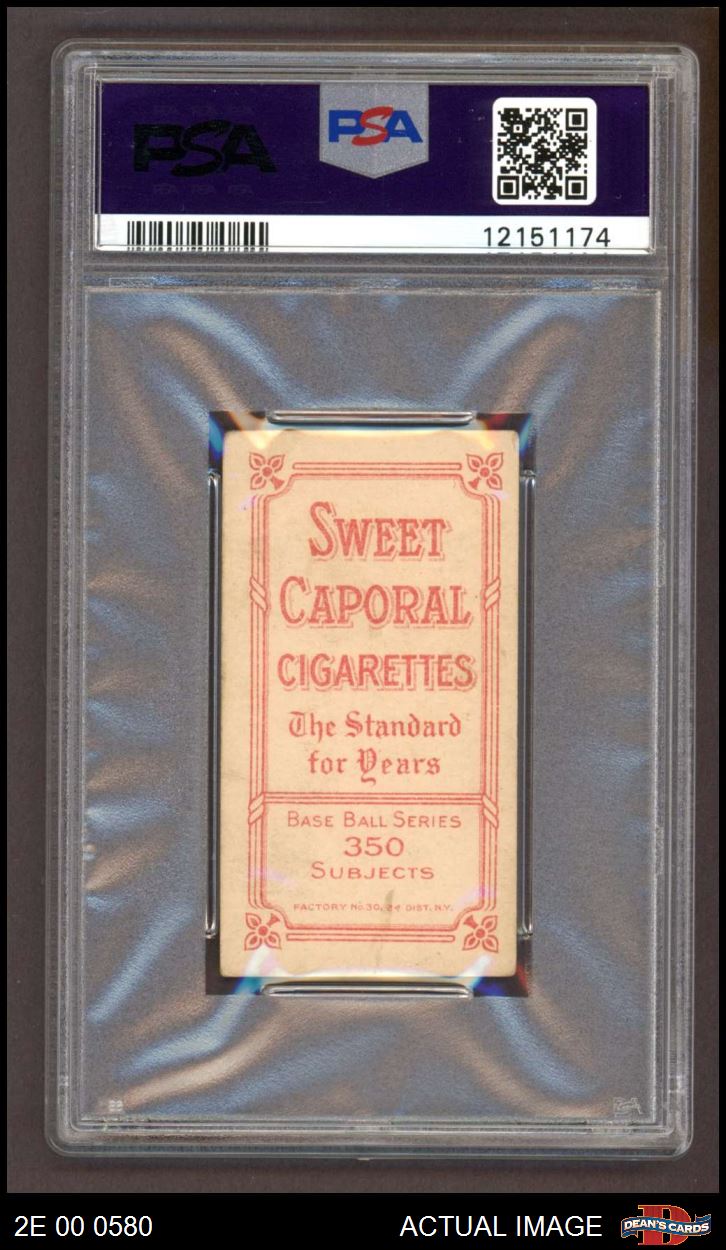 PSA
PSA
12151174
SWEET
CAPORAL
CIGARETTES
The Standard
for Years
BASE BALL SERIES
350
SUBJECTS
FACTORY No. 30, 2d DIST. N.Y.
2E 00 0580
ACTUAL IMAGE
DEAN'S CARDS